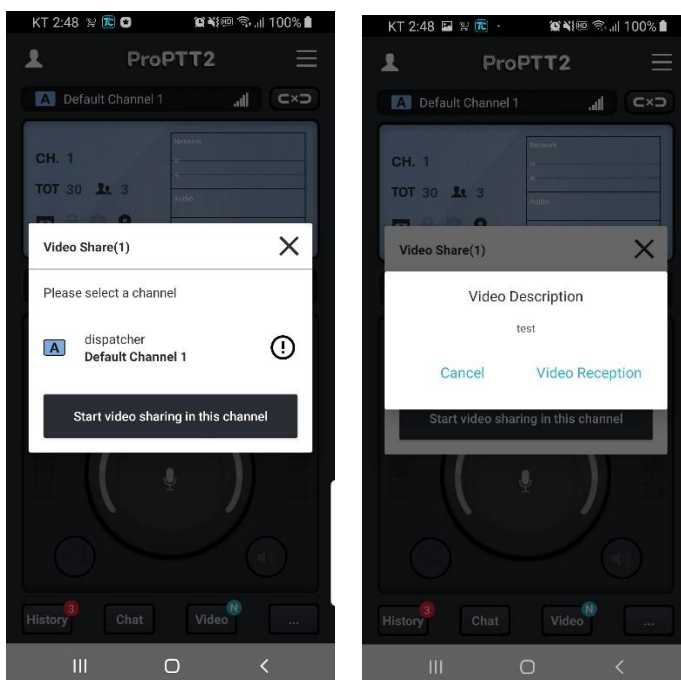 KT 2:48 100%
ProPTT2
A Default Channel 1
Network
CH. 1
TOT 30 3
Audio
Video Share(1)
Please select a channel
A dispatcher
Default Channel 1
Start video sharing in this channel
History 3 Chat Video N ...
KT 2:48 100%
ProPTT2
A Default Channel 1
Network
CH. 1
TOT 30 3
Audio
Video Share(1)
Video Description
test
Cancel Video Reception
Start video sharing in this channel
History 3 Chat Video N ...